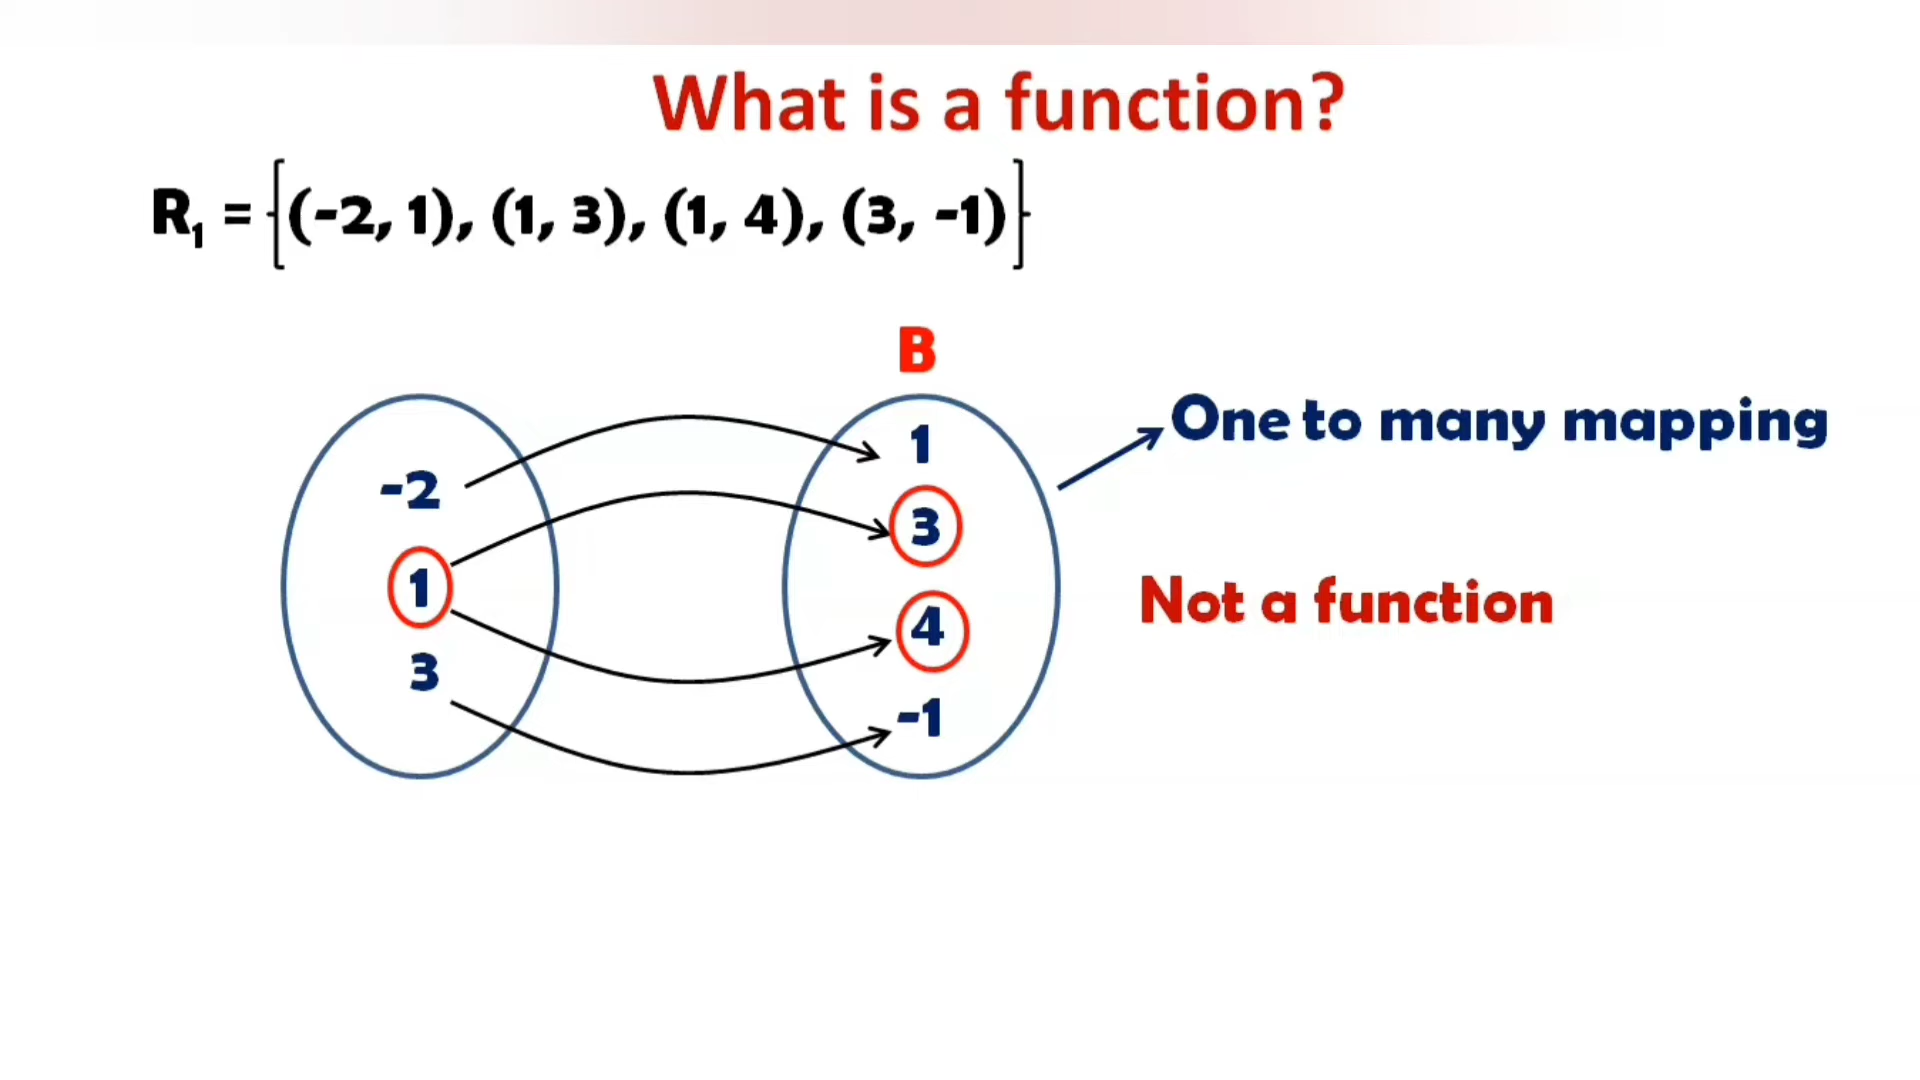 What is a function?
R₁ = {(-2, 1), (1, 3), (1, 4), (3, -1)}
B
One to many mapping
1
-2
3
1
Not a function
4
3
-1